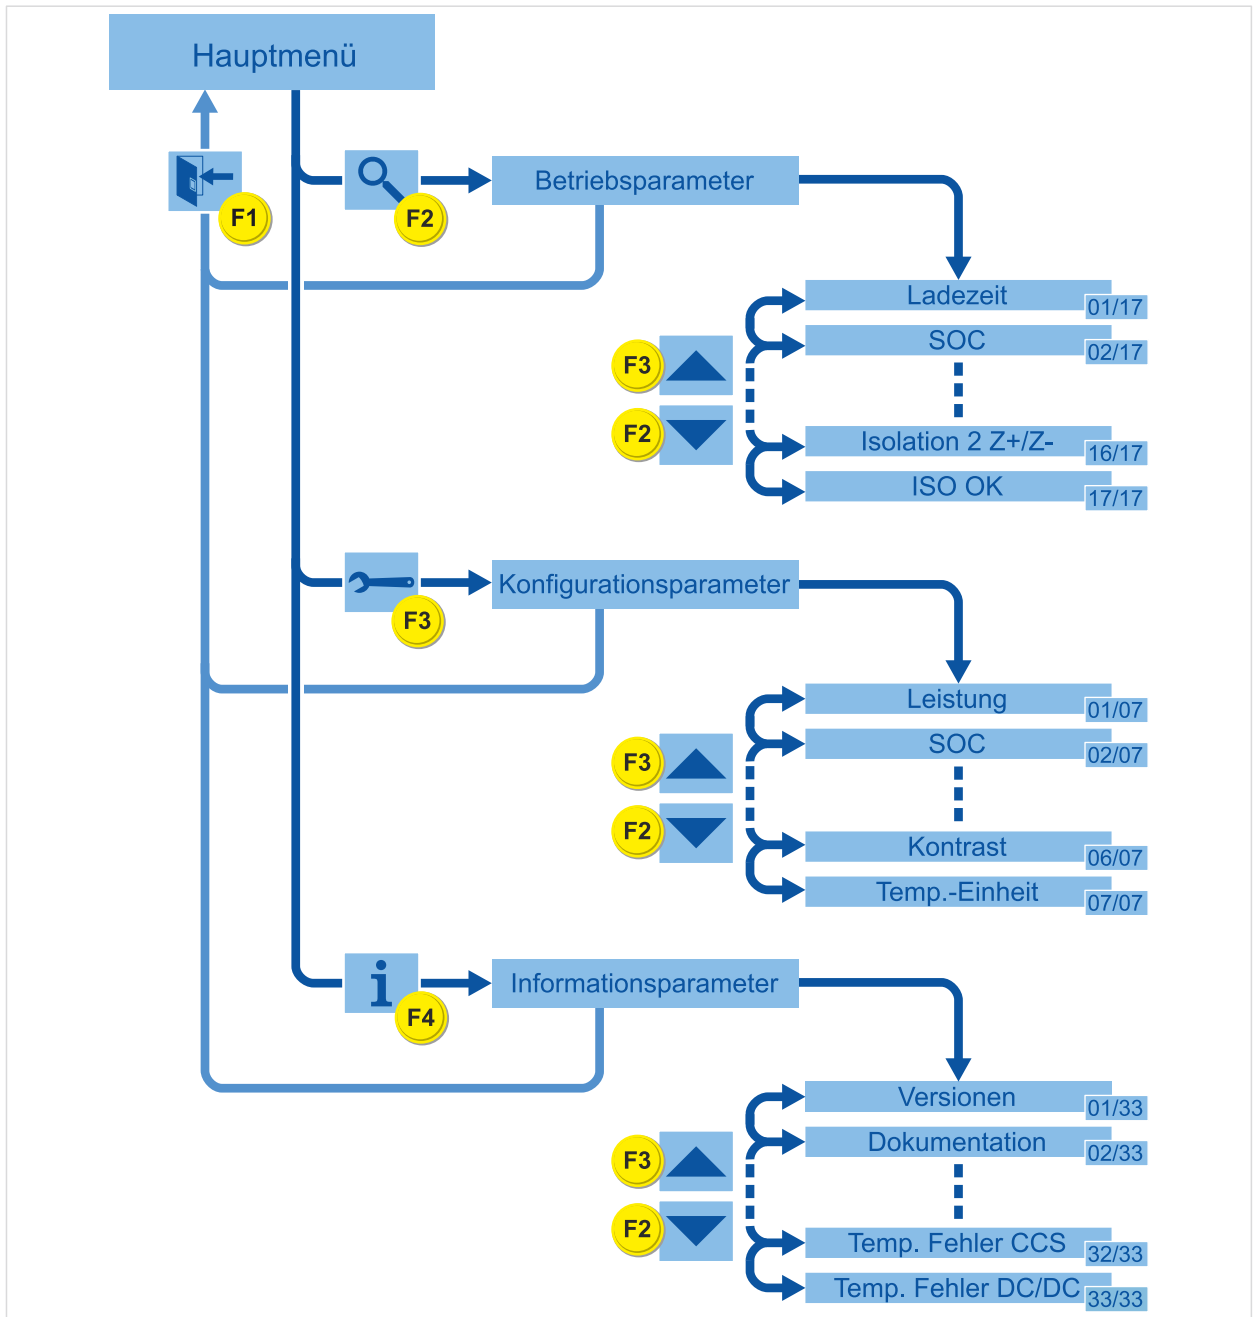 Hauptmenü
F1
F2
Betriebsparameter
Ladezeit
01/17
SOC
02/17
F3
F2
Isolation 2 Z+/Z-
16/17
ISO OK
17/17
F3
Konfigurationsparameter
Leistung
01/07
SOC
02/07
F3
F2
Kontrast
06/07
Temp.-Einheit
07/07
i
F4
Informationsparameter
Versionen
01/33
Dokumentation
02/33
F3
F2
Temp. Fehler CCS
32/33
Temp. Fehler DC/DC
33/33